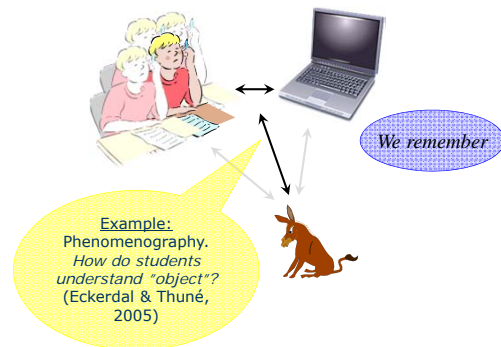 We remember
Example:
Phenomenography.
How do students
understand ”object”?
(Eckerdal & Thuné,
2005)